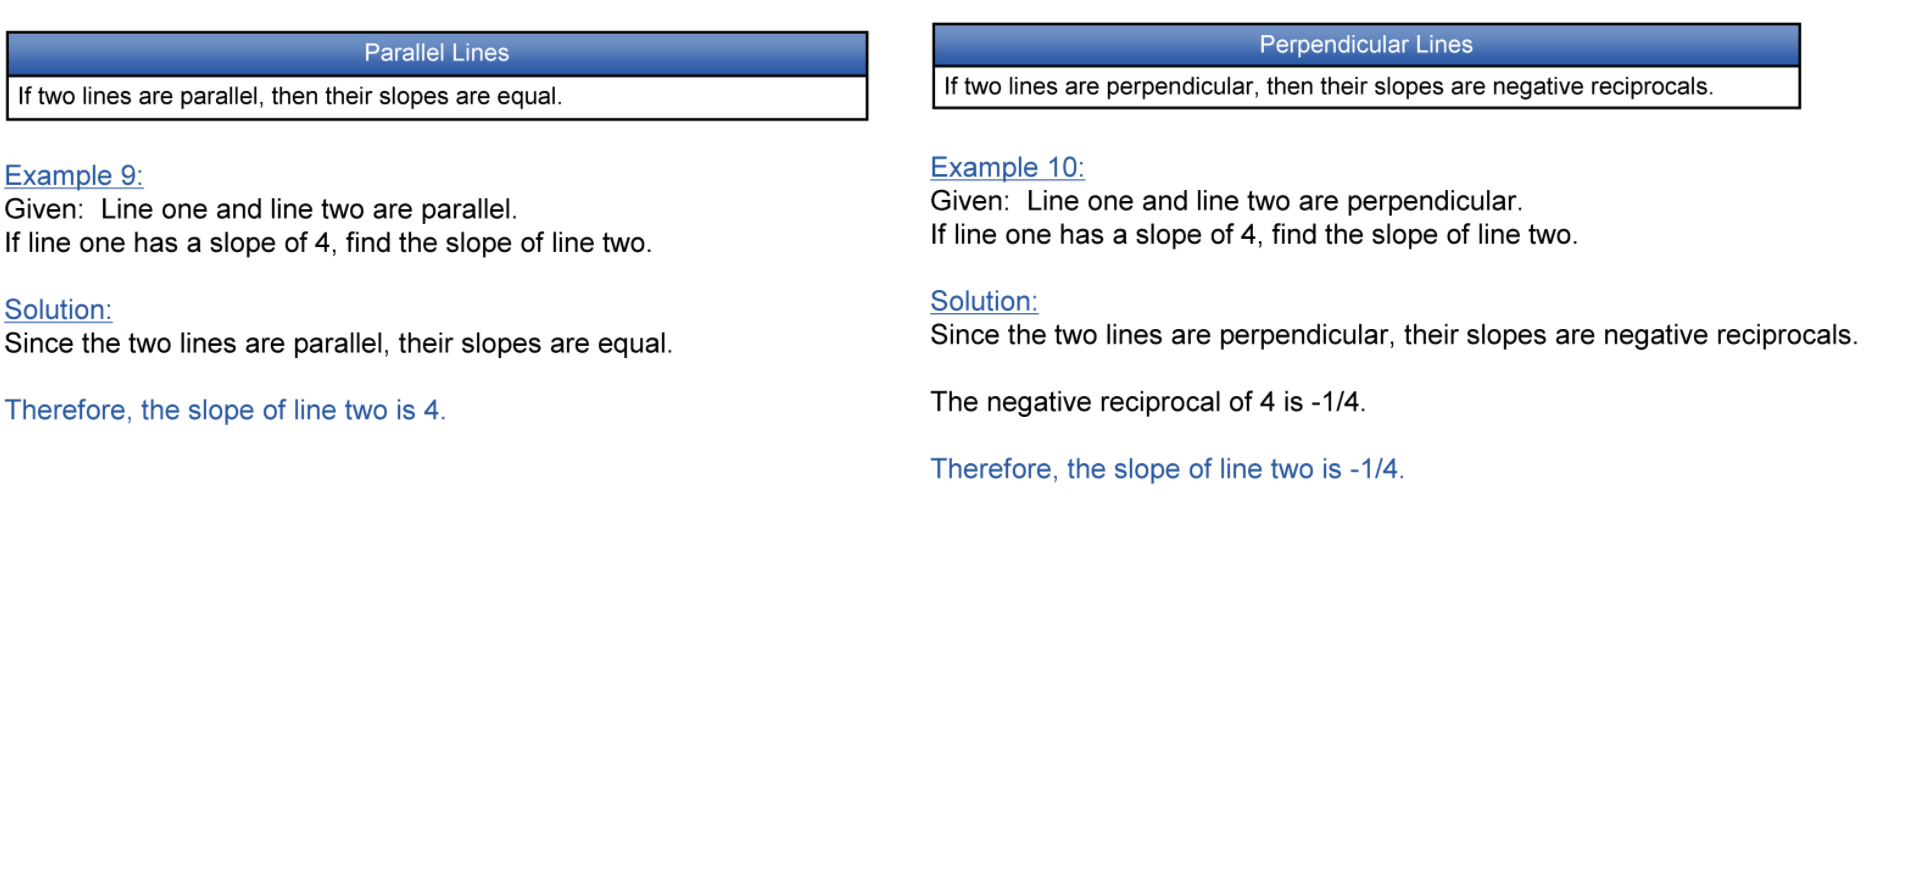 Parallel Lines
If two lines are parallel, then their slopes are equal.
Example 9:
Given:  Line one and line two are parallel.
If line one has a slope of 4, find the slope of line two.
Solution:
Since the two lines are parallel, their slopes are equal.
Therefore, the slope of line two is 4.
Perpendicular Lines
If two lines are perpendicular, then their slopes are negative reciprocals.
Example 10:
Given:  Line one and line two are perpendicular.
If line one has a slope of 4, find the slope of line two.
Solution:
Since the two lines are perpendicular, their slopes are negative reciprocals.
The negative reciprocal of 4 is -1/4.
Therefore, the slope of line two is -1/4.